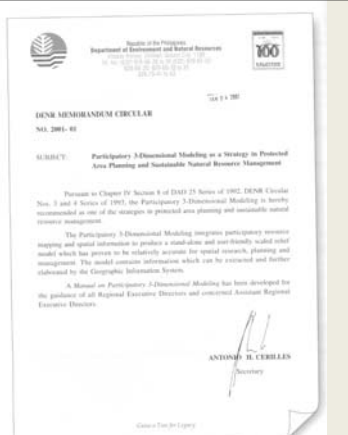 Republic of the Philippines
Department of Environment and Natural Resources
100
DENR MEMORANDUM CIRCULAR
NO. 2001- 01
SUBJECT: Participatory 3-Dimensional Modeling as a Strategy in Protected
Area Planning and Sustainable Natural Resource Management
Pursuant to Chapter IV Section 8 of DAO 25 Series of 1992, DENR Circular
Nos. 3 and 4 Series of 1993, the Participatory 3-Dimensional Modeling is hereby
recommended as one of the strategies in protected area planning and sustainable natural
resource management.
The Participatory 3-Dimensional Modeling integrates participatory resource
mapping and spatial information to produce a stand-alone and user-friendly scaled relief
model which has proven to be relatively accurate for spatial research, planning and
management. The model contains information which can be extracted and further
elaborated by the Geographic Information System.
A Manual on Participatory 3-Dimensional Modeling has been developed for
the guidance of all Regional Executive Directors and concerned Assistant Regional
Executive Directors.
ANTONIO H. CERILLES
Secretary